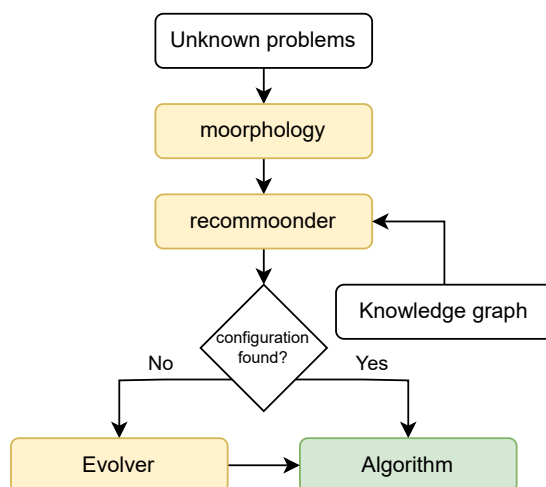 Unknown problems
moorphology
recommoonder
Knowledge graph
configuration
found?
No
Yes
Evolver
Algorithm